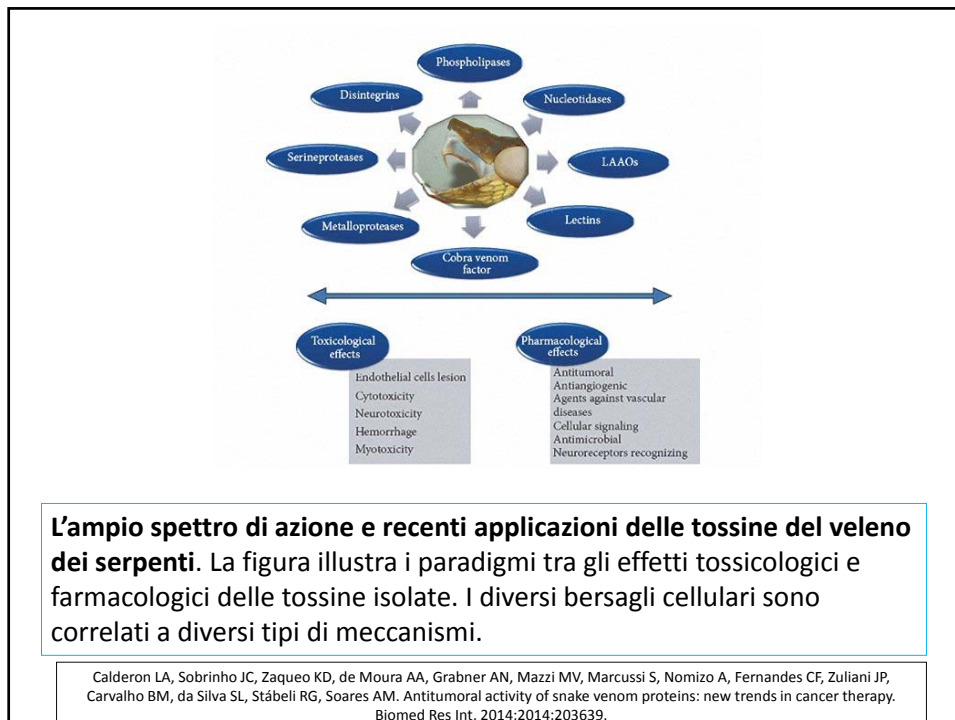 Phospholipases
Disintegrins
Nucleotidases
Serineproteases
LAAOs
Metalloproteases
Lectins
Cobra venom
factor
Toxicological
effects
Endothelial cells lesion
Cytotoxicity
Neurotoxicity
Hemorrhage
Myotoxicity
Pharmacological
effects
Antitumoral
Antiangiogenic
Agents against vascular
diseases
Cellular signaling
Antimicrobial
Neuroreceptors recognizing
L’ampio spettro di azione e recenti applicazioni delle tossine del veleno
dei serpenti. La figura illustra i paradigmi tra gli effetti tossicologici e
farmacologici delle tossine isolate. I diversi bersagli cellulari sono
correlati a diversi tipi di meccanismi.
Calderon LA, Sobrinho JC, Zaqueo KD, de Moura AA, Grabner AN, Mazzi MV, Marcussi S, Nomizo A, Fernandes CF, Zuliani JP,
Carvalho BM, da Silva SL, Stábeli RG, Soares AM. Antitumoral activity of snake venom proteins: new trends in cancer therapy.
Biomed Res Int. 2014;2014:203639.